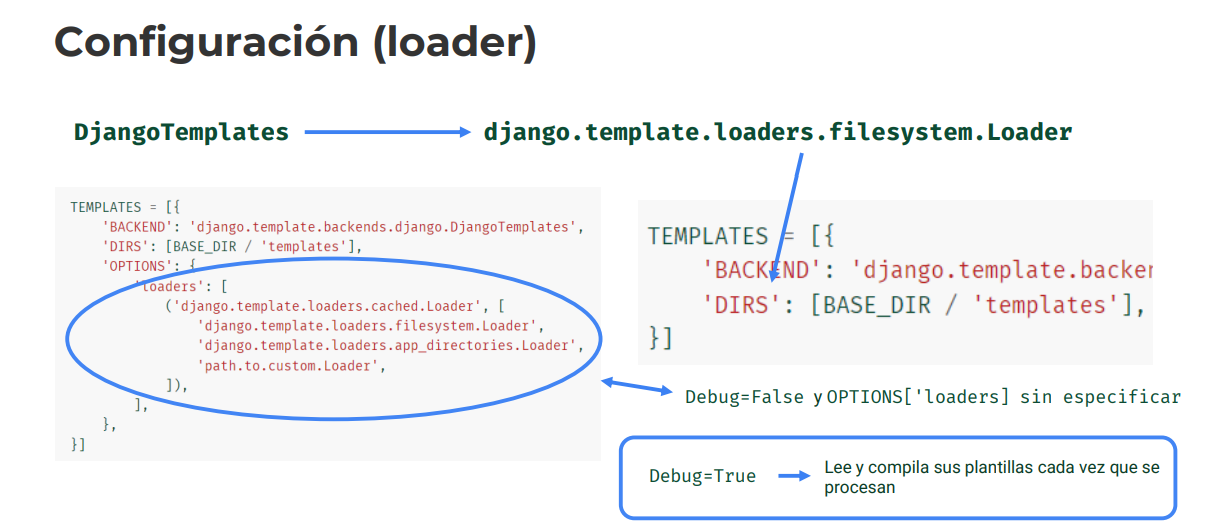 Configuración (loader)
DjangoTemplates
django.template.loaders.filesystem.Loader
TEMPLATES = [{
    'BACKEND': 'django.template.backends.django.DjangoTemplates',
    'DIRS': [BASE_DIR / 'templates'],
    'OPTIONS': {
        'loaders': [
            ('django.template.loaders.cached.Loader', [
                'django.template.loaders.filesystem.Loader',
                'django.template.loaders.app_directories.Loader',
                'path.to.custom.Loader',
            ]),
        ],
    },
}]
TEMPLATES = [{
    'BACKEND': 'django.template.backer
    'DIRS': [BASE_DIR / 'templates'],
}]
Debug=False y OPTIONS['loaders] sin especificar
Debug=True
Lee y compila sus plantillas cada vez que se
procesan